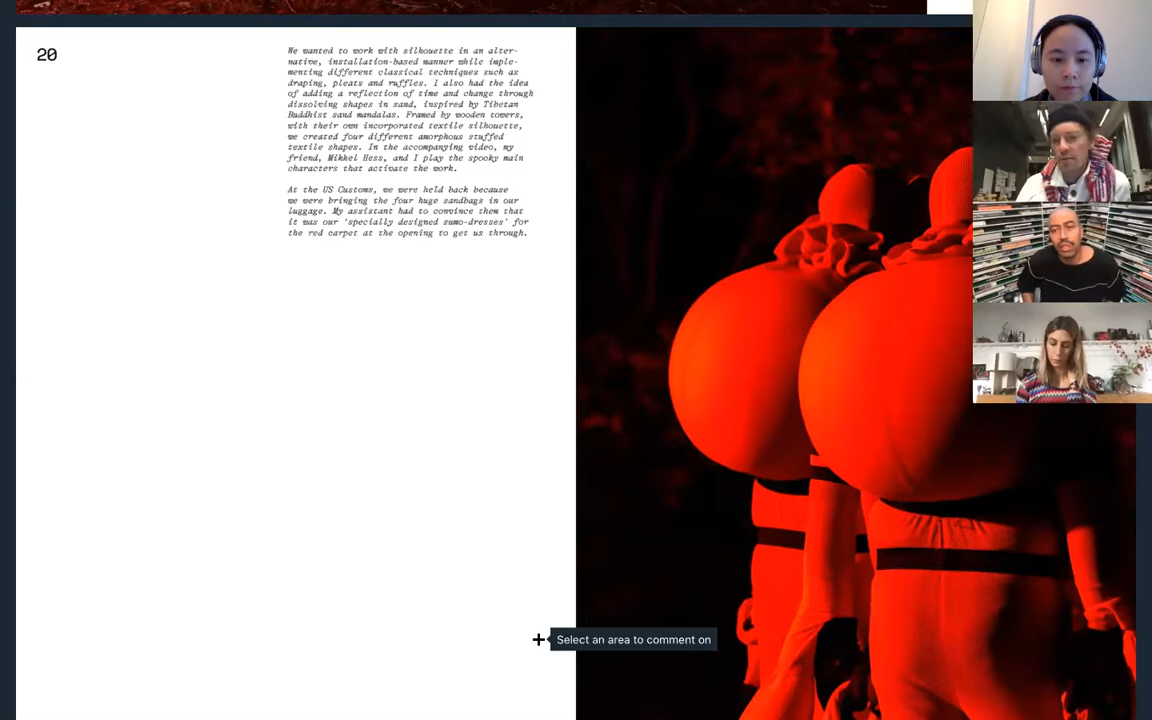 20
We wanted to work with silhouette in an alter-
native, installation-based manner while imple-
menting different classical techniques such as
draping, pleats and ruffles. I also had the idea
of adding a reflection of time and change through
dissolving shapes in sand, inspired by Tibetan
Buddhist sand mandalas. Framed by wooden towers,
with their own incorporated textile silhouette,
we created four different amorphous stuffed
textile shapes. In the accompanying video, my
friend, Mikkel Hess, and I play the spooky main
characters that activate the work.
At the US Customs, we were held back because
we were bringing the four huge sandbags in our
luggage. My assistant had to convince them that
it was our ‘specially designed sumo-dresses’ for
the red carpet at the opening to get us through.
Select an area to comment on